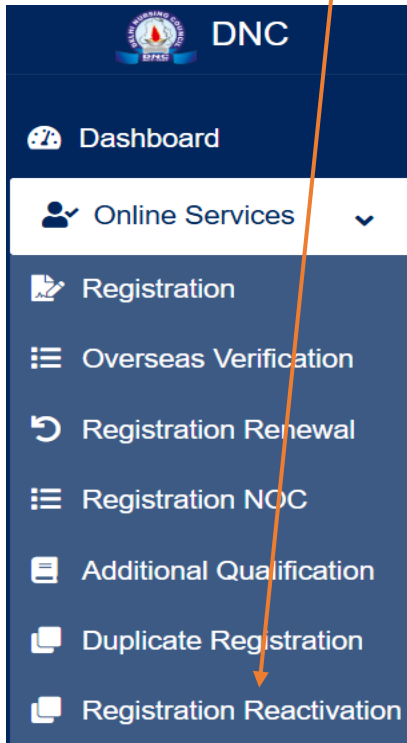 DNC
Dashboard
Online Services
Registration
Overseas Verification
Registration Renewal
Registration NOC
Additional Qualification
Duplicate Registration
Registration Reactivation